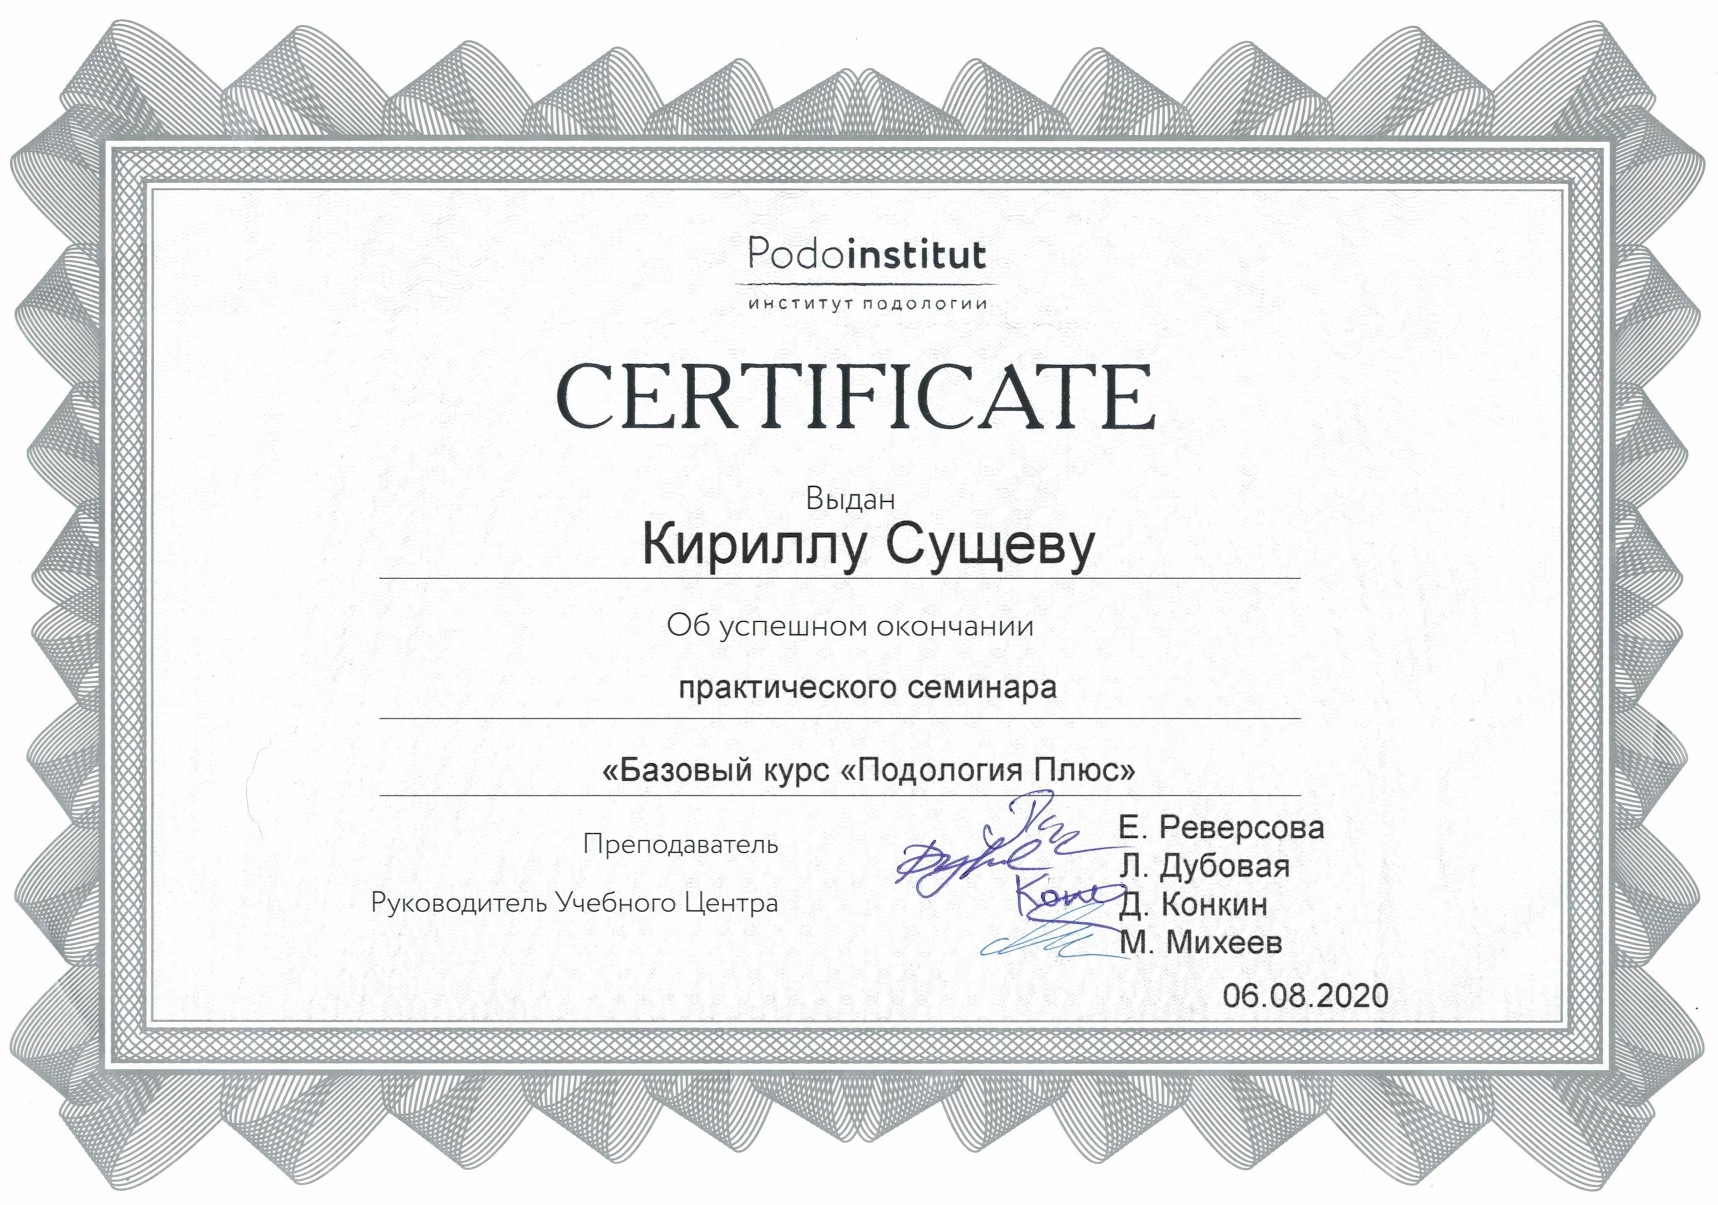 Podoinstitut
институт подологии
CERTIFICATE
Выдан
Кириллу Сущеву
Об успешном окончании
практического семинара
«Базовый курс «Подология Плюс»
Преподаватель
Руководитель Учебного Центра
Е. Реверсова
Л. Дубовая
Д. Конкин
М. Михеев
06.08.2020